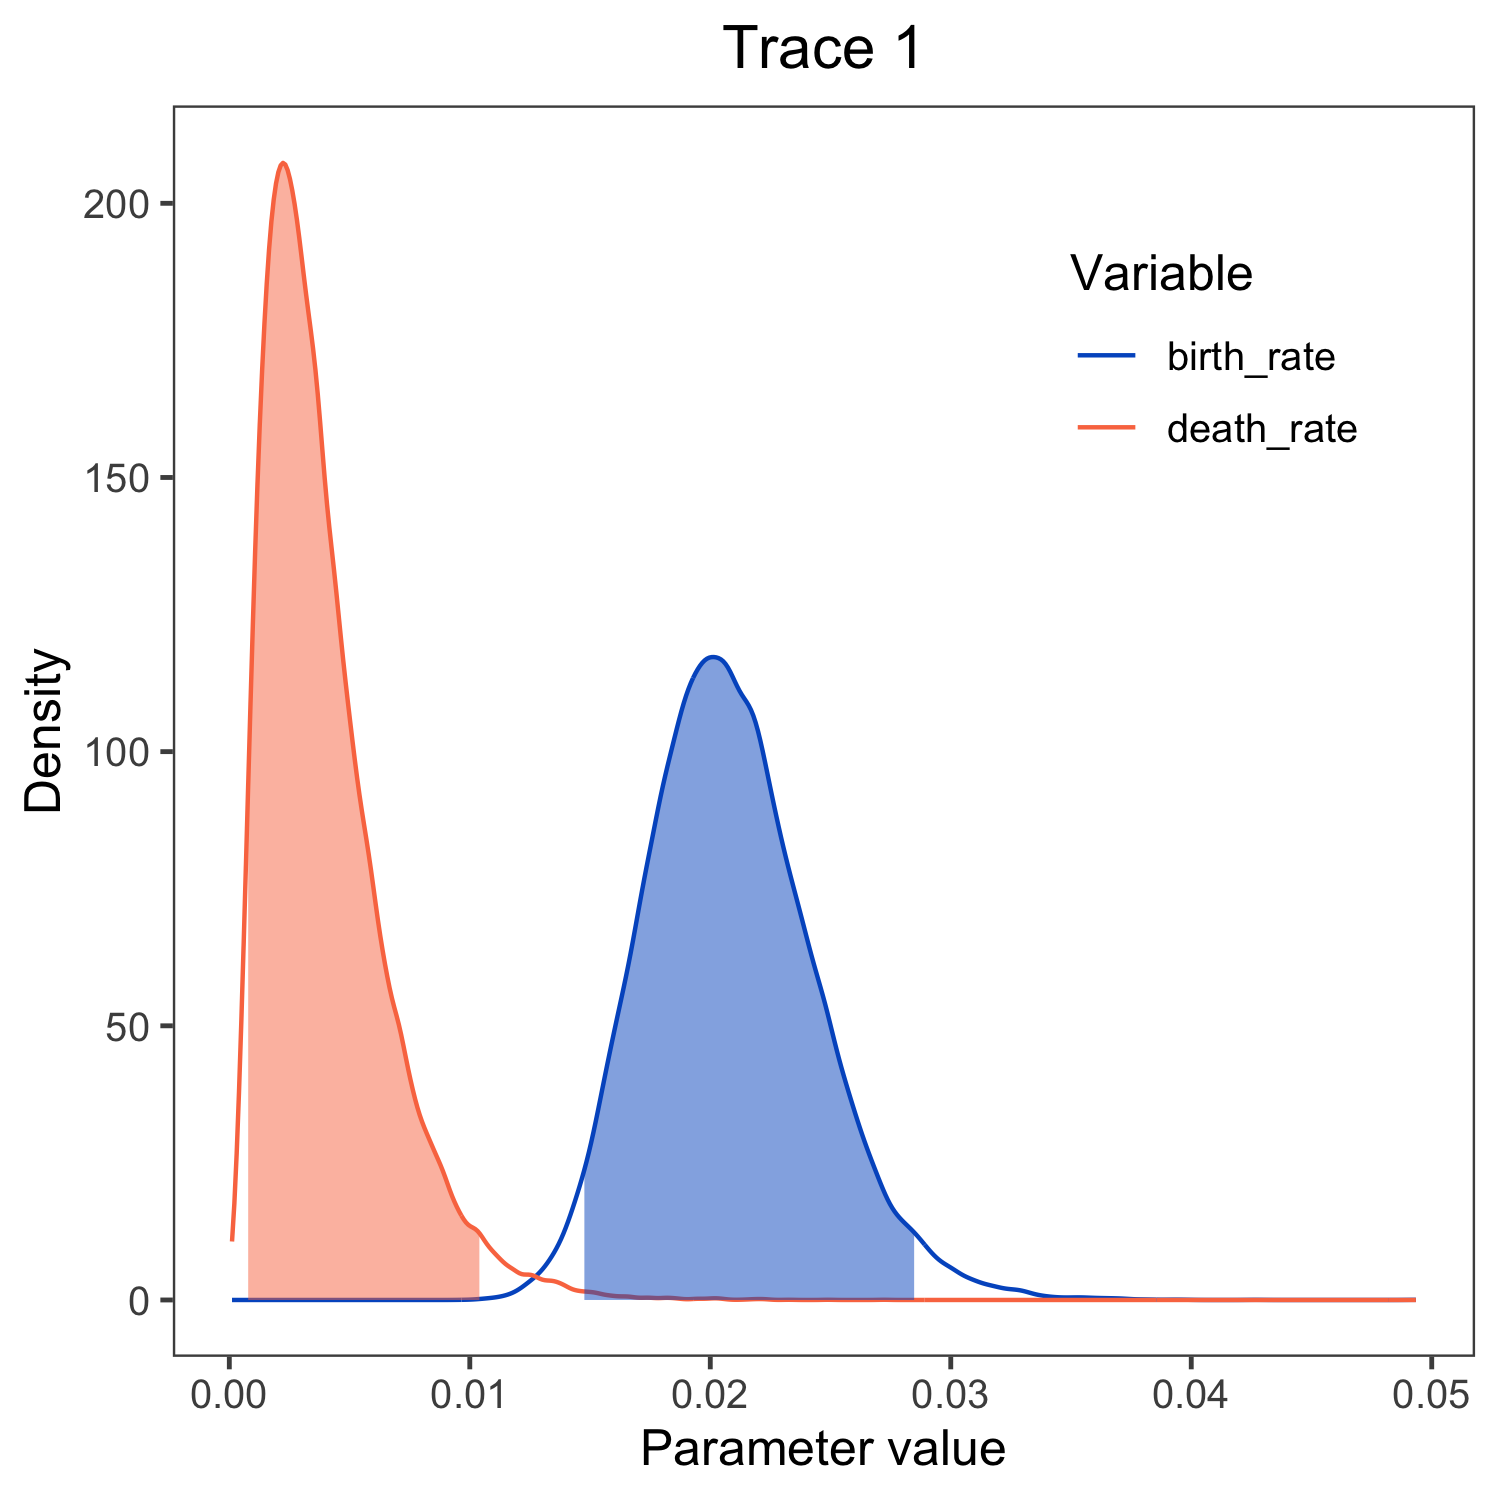 Trace 1
Density
200
150
100
50
0
Variable
birth_rate
death_rate
0.00 0.01 0.02 0.03 0.04 0.05
Parameter value